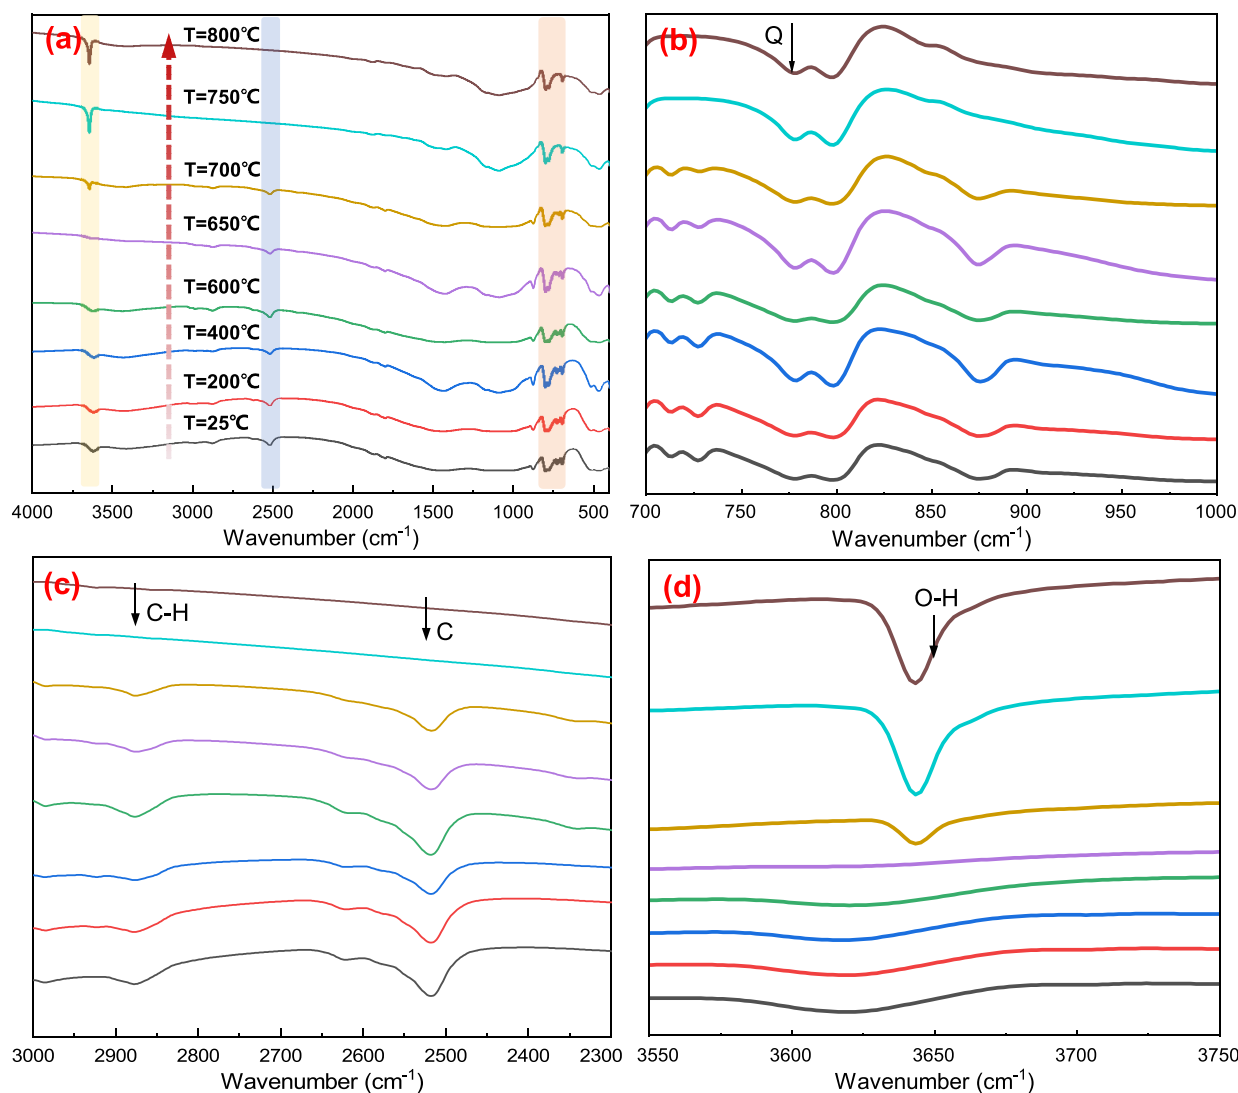 (a)
T=800℃
T=750℃
T=700℃
T=650℃
T=600℃
T=400℃
T=200℃
T=25℃
4000 3500 3000 2500 2000 1500 1000 500
Wavenumber (cm⁻¹)
(b)
Q
700 750 800 850 900 950 1000
Wavenumber (cm⁻¹)
(c)
C-H
C
3000 2900 2800 2700 2600 2500 2400 2300
Wavenumber (cm⁻¹)
(d)
O-H
3550 3600 3650 3700 3750
Wavenumber (cm⁻¹)